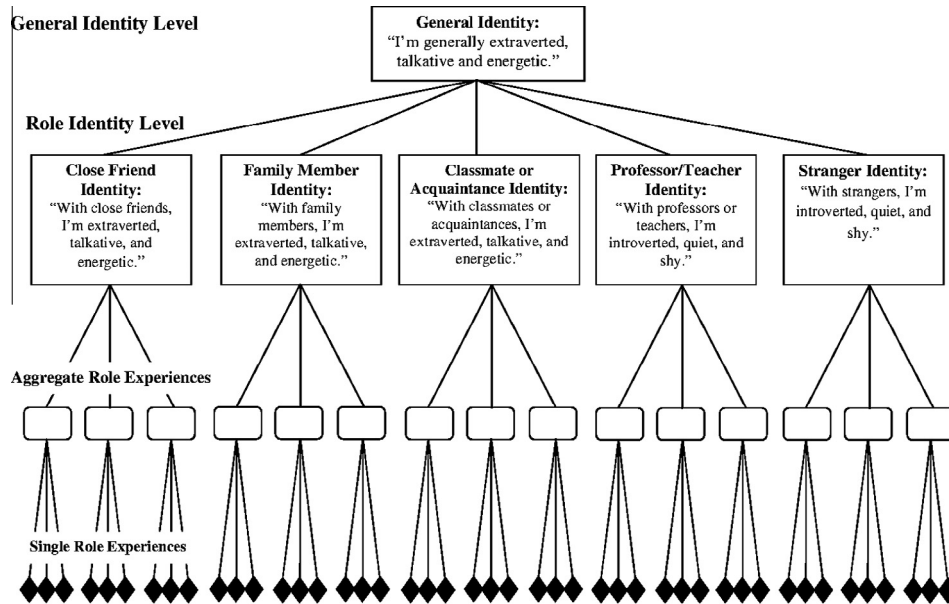 General Identity Level
General Identity:
“I’m generally extraverted,
talkative and energetic.”
Role Identity Level
Close Friend
Identity:
“With close friends,
I’m extraverted,
talkative, and
energetic.”
Family Member
Identity:
“With family
members, I’m
extraverted, talkative,
and energetic.”
Classmate or
Acquaintance Identity:
“With classmates or
acquaintances, I’m
extraverted, talkative, and
energetic.”
Professor/Teacher
Identity:
“With professors or
teachers, I’m
introverted, quiet, and
shy.”
Stranger Identity:
“With strangers, I’m
introverted, quiet, and
shy.”
Aggregate Role Experiences
Single Role Experiences